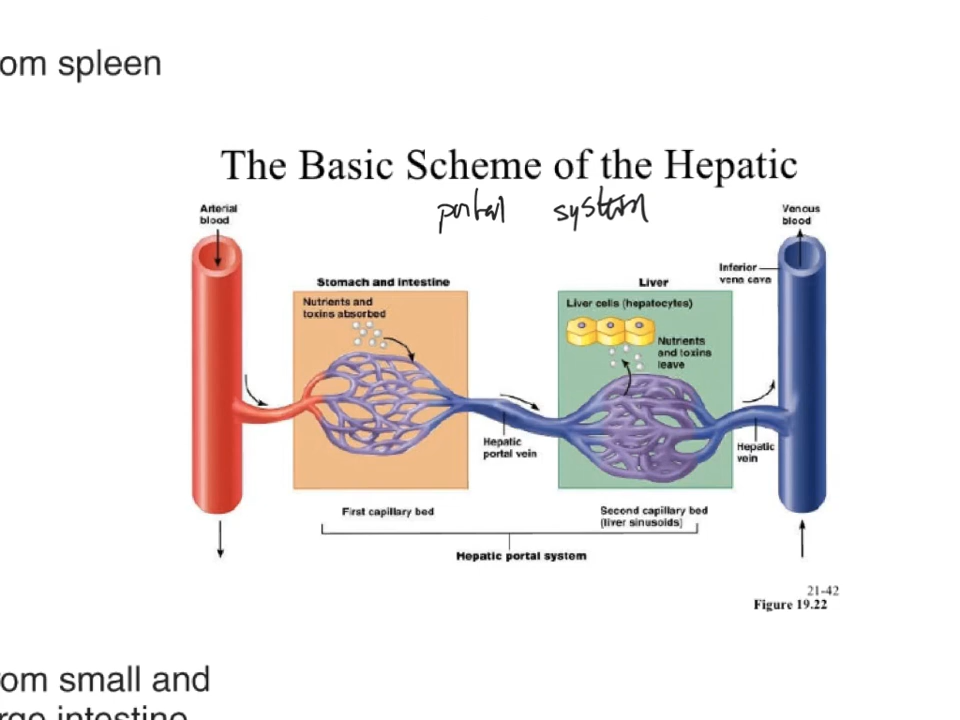 om spleen
The Basic Scheme of the Hepatic
portal system
Arterial
blood
Venous
blood
Inferior
vena cava
Stomach and intestine
Liver
Nutrients and
toxins absorbed
Liver cells (hepatocytes)
Nutrients
and toxins
leave
Hepatic
portal vein
Hepatic
vein
First capillary bed
Second capillary bed
(liver sinusoids)
Hepatic portal system
21-42
Figure 19.22
rom small and
rge intestine